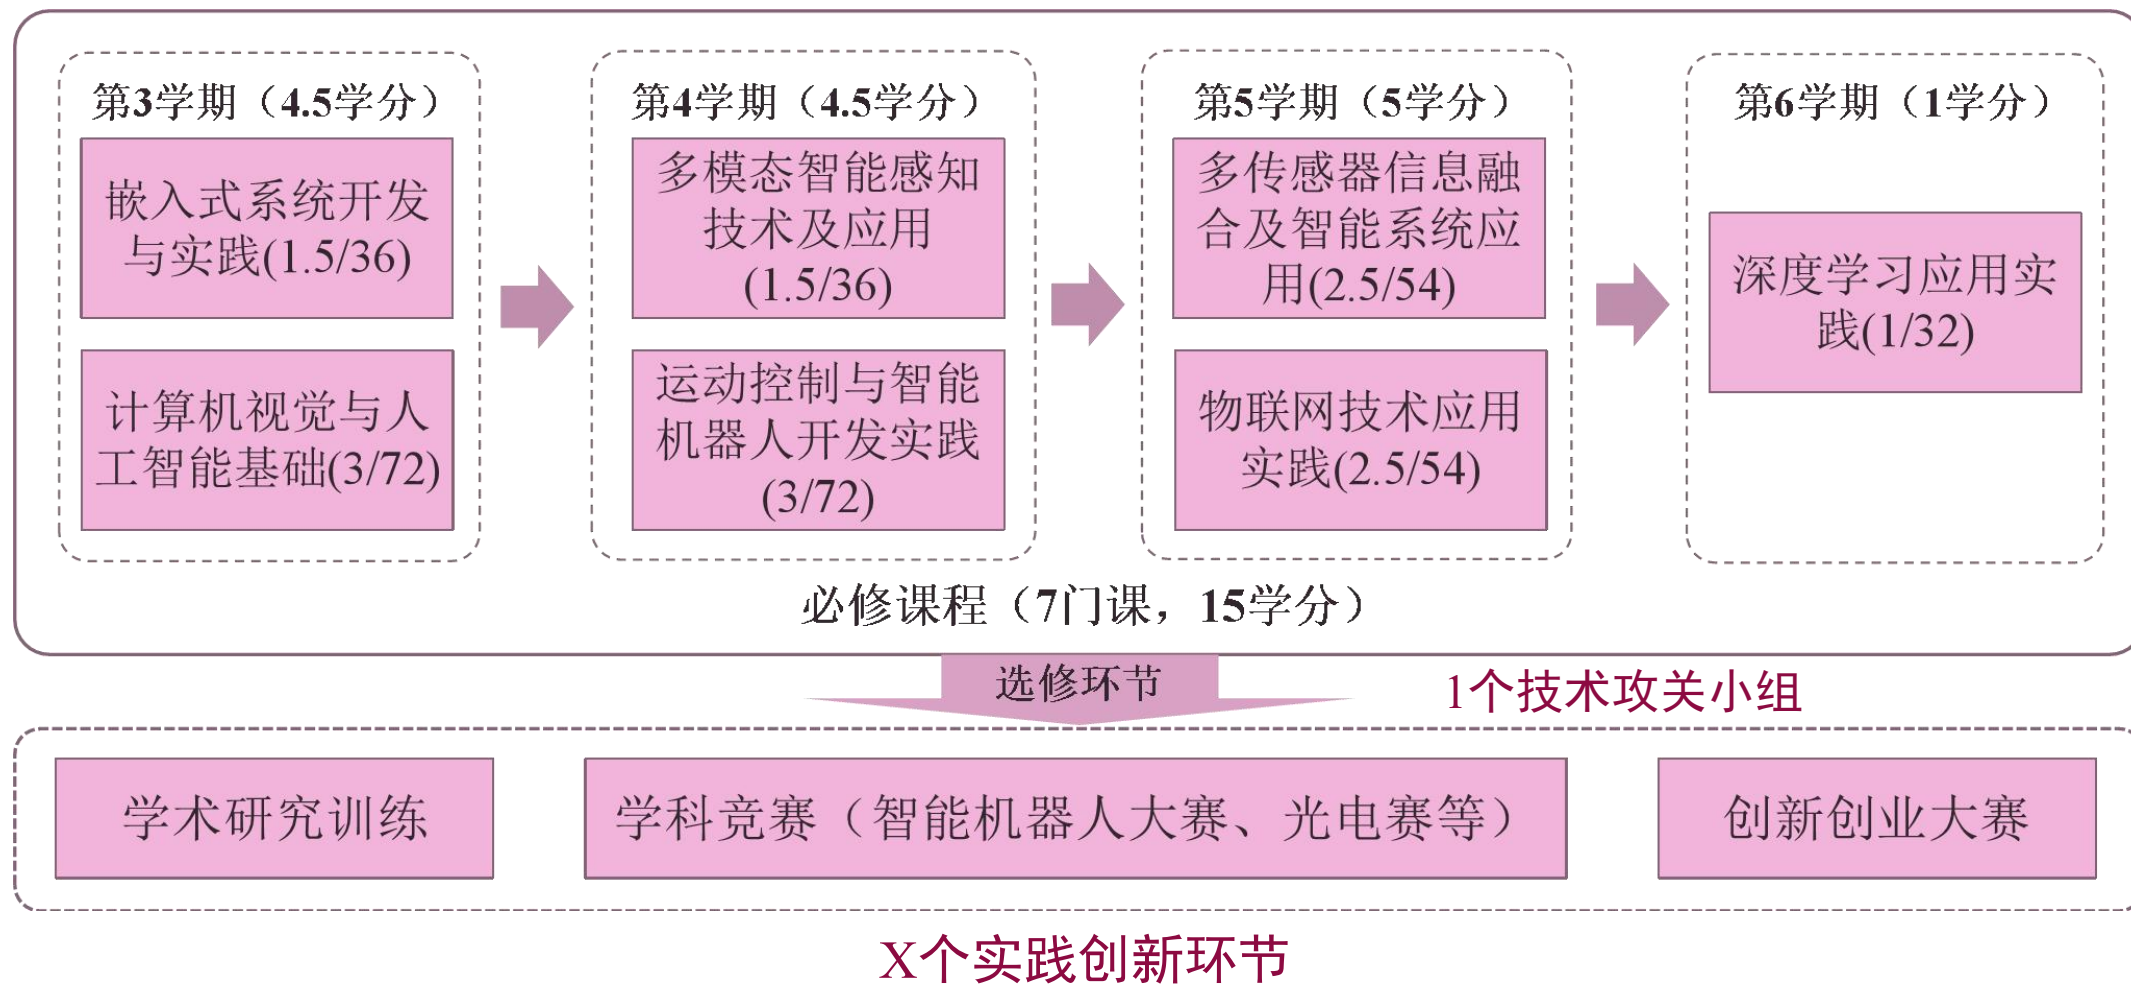 第3学期（4.5学分）
嵌入式系统开发
与实践(1.5/36)
计算机视觉与人
工智能基础(3/72)
第4学期（4.5学分）
多模态智能感知
技术及应用
(1.5/36)
运动控制与智能
机器人开发实践
(3/72)
第5学期（5学分）
多传感器信息融
合及智能系统应
用(2.5/54)
物联网技术应用
实践(2.5/54)
第6学期（1学分）
深度学习应用实
践(1/32)
必修课程（7门课，15学分）
选修环节
1个技术攻关小组
学术研究训练
学科竞赛（智能机器人大赛、光电赛等）
创新创业大赛
X个实践创新环节